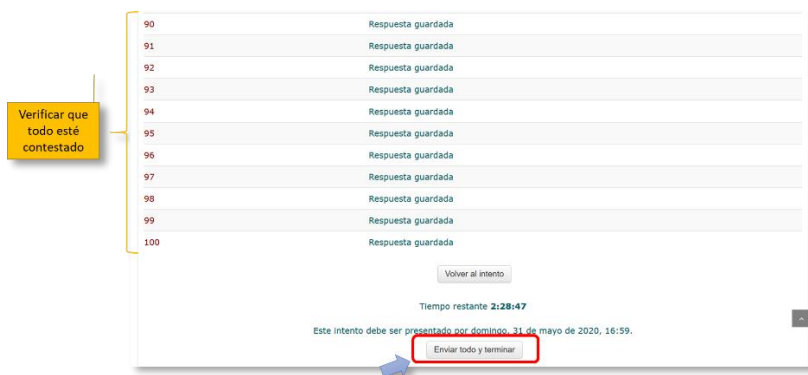 90 Respuesta guardada
91 Respuesta guardada
92 Respuesta guardada
93 Respuesta guardada
94 Respuesta guardada
95 Respuesta guardada
96 Respuesta guardada
97 Respuesta guardada
98 Respuesta guardada
99 Respuesta guardada
100 Respuesta guardada
Verificar que
todo esté
contestado
Volver al intento
Tiempo restante 2:28:47
Este intento debe ser presentado por domingo, 31 de mayo de 2020, 16:59.
Enviar todo y terminar